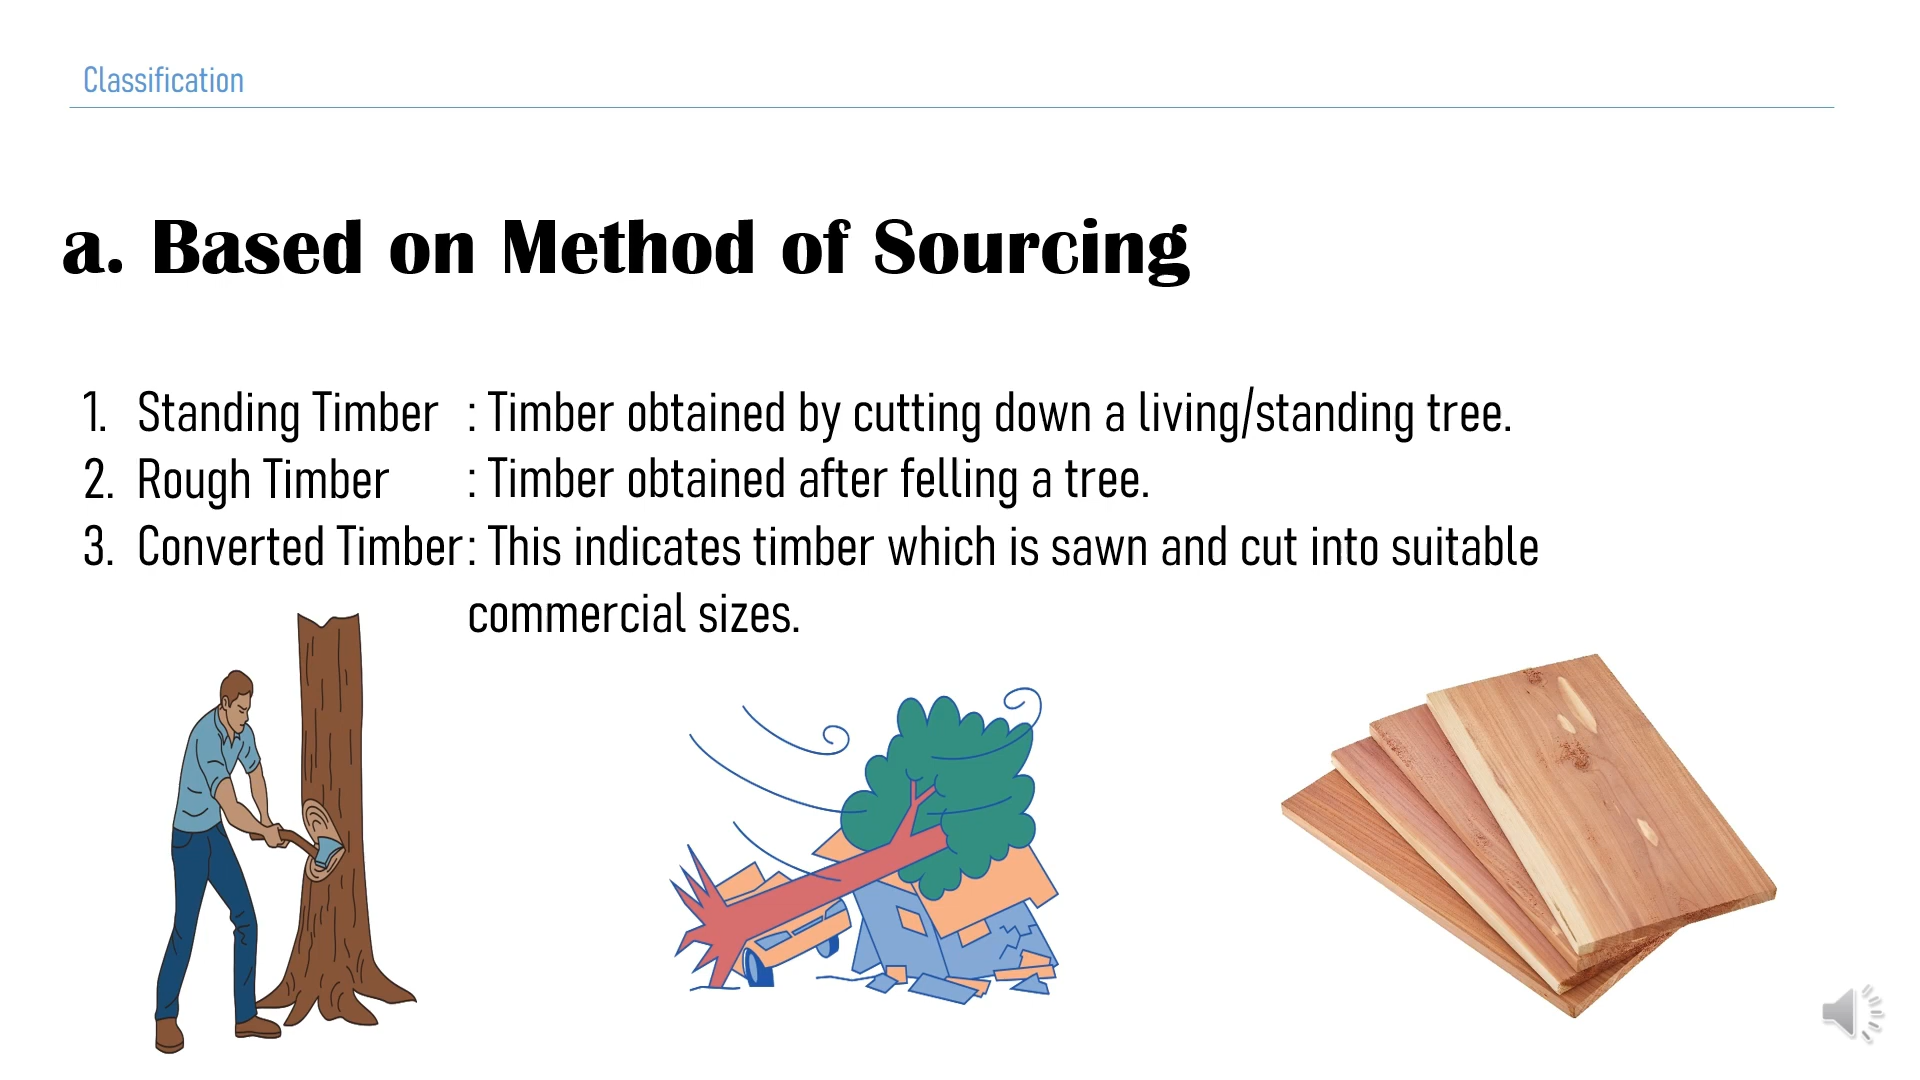 Classification
a. Based on Method of Sourcing
1. Standing Timber : Timber obtained by cutting down a living/standing tree.
2. Rough Timber : Timber obtained after felling a tree.
3. Converted Timber: This indicates timber which is sawn and cut into suitable
commercial sizes.